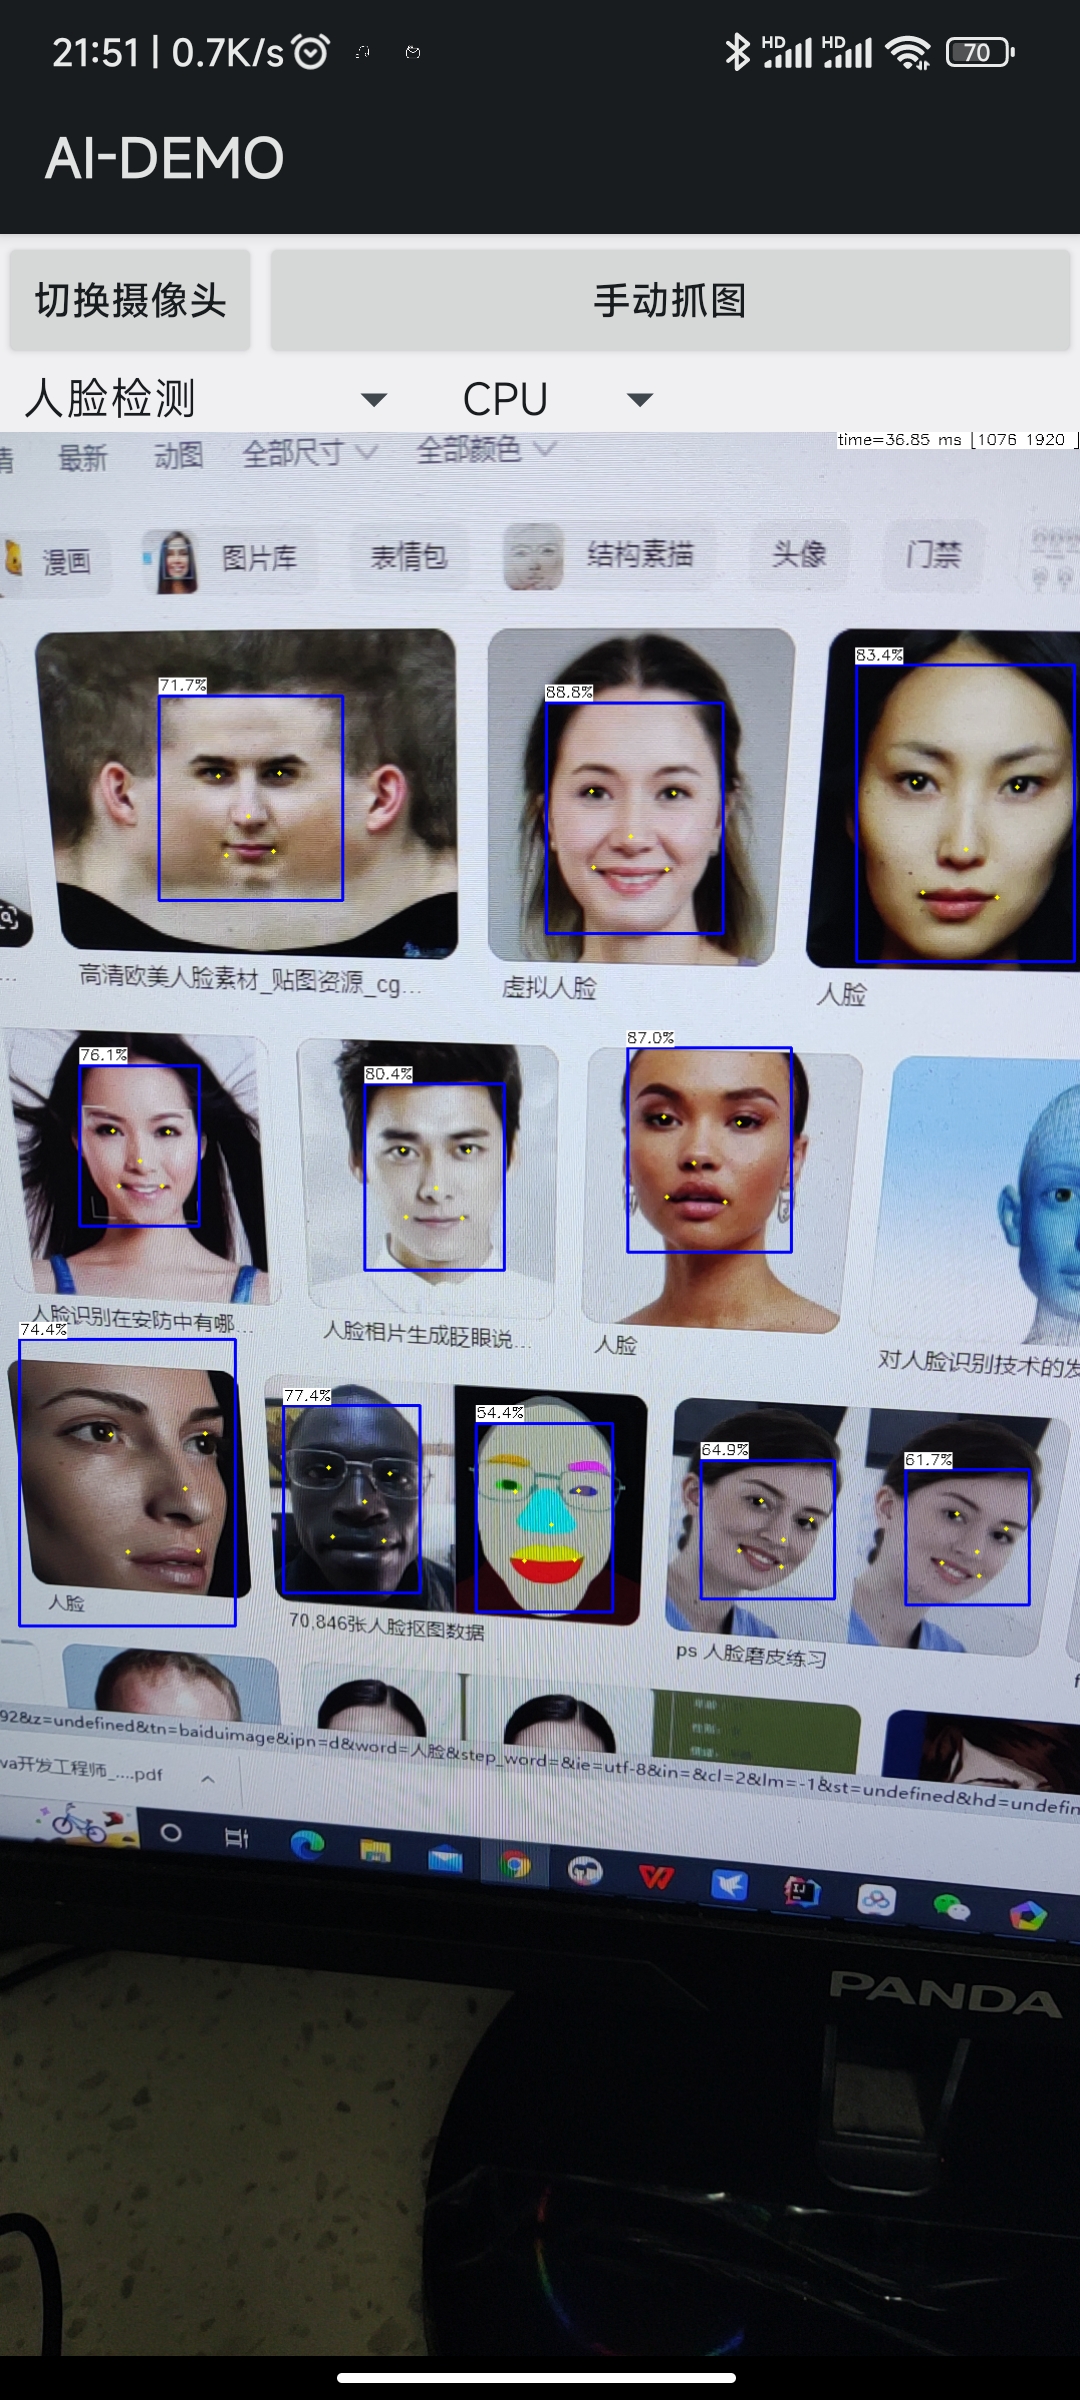 21:51 | 0.7K/s
HD HD 70
AI-DEMO
切换摄像头 手动抓图
人脸检测 CPU
time=36.85 ms [1076 1920 ]
最新 动图 全部尺寸 全部颜色
漫画 图片库 表情包 结构素描 头像 门禁
71.7% 88.8% 83.4%
高清欧美人脸素材_贴图资源_cg... 虚拟人脸 人脸
76.1% 80.4% 87.0%
人脸识别在安防中有哪... 人脸相片生成眨眼说... 人脸 对人脸识别技术的发
74.4% 77.4% 54.4% 64.9% 61.7%
人脸 70,846张人脸抠图数据 ps 人脸磨皮练习
92&z=undefined&tn=baiduimage&ipn=d&word=人脸&step_word=&ie=utf-8&in=&cl=2&lm=-1&st=undefined&hd=undefin
va开发工程师_....pdf
PANDA